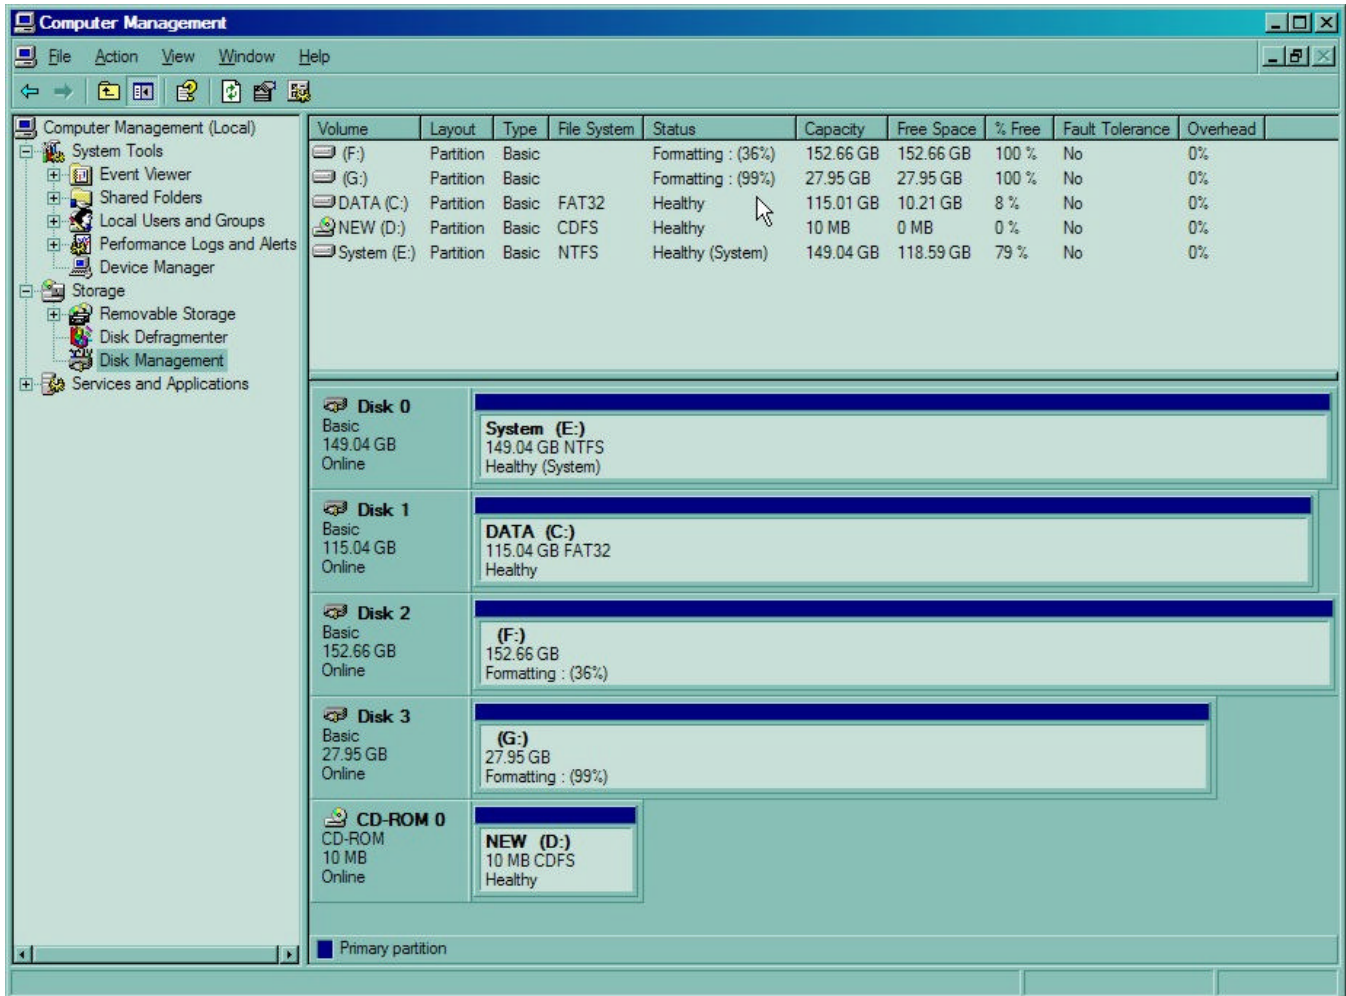 Computer Management
File Action View Window Help
Computer Management (Local)
System Tools
Event Viewer
Shared Folders
Local Users and Groups
Performance Logs and Alerts
Device Manager
Storage
Removable Storage
Disk Defragmenter
Disk Management
Services and Applications
Volume Layout Type File System Status Capacity Free Space % Free Fault Tolerance Overhead
(F:) Partition Basic Formatting : (36%) 152.66 GB 152.66 GB 100 % No 0%
(G:) Partition Basic Formatting : (99%) 27.95 GB 27.95 GB 100 % No 0%
DATA (C:) Partition Basic FAT32 Healthy 115.01 GB 10.21 GB 8 % No 0%
NEW (D:) Partition Basic CDFS Healthy 10 MB 0 MB 0 % No 0%
System (E:) Partition Basic NTFS Healthy (System) 149.04 GB 118.59 GB 79 % No 0%
Disk 0
Basic
149.04 GB
Online
System (E:)
149.04 GB NTFS
Healthy (System)
Disk 1
Basic
115.04 GB
Online
DATA (C:)
115.04 GB FAT32
Healthy
Disk 2
Basic
152.66 GB
Online
(F:)
152.66 GB
Formatting : (36%)
Disk 3
Basic
27.95 GB
Online
(G:)
27.95 GB
Formatting : (99%)
CD-ROM 0
CD-ROM
10 MB
Online
NEW (D:)
10 MB CDFS
Healthy
Primary partition